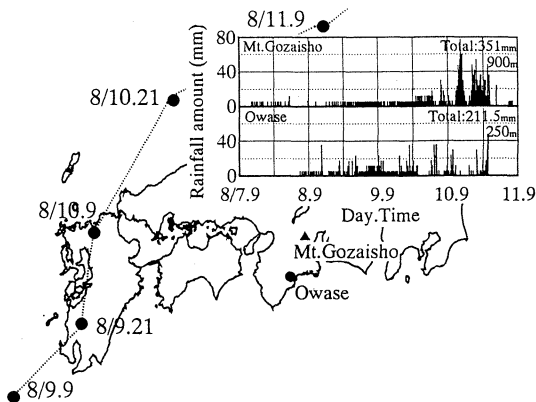 8/11.9
Rainfall amount (mm)
80
40
0
40
0
Mt.Gozaisho
Total:351mm
900m
Owase
Total:211.5mm
250m
8/7.9
8.9
9.9
10.9
11.9
Day.Time
8/10.21
8/10.9
Mt.Gozaisho
Owase
8/9.21
8/9.9